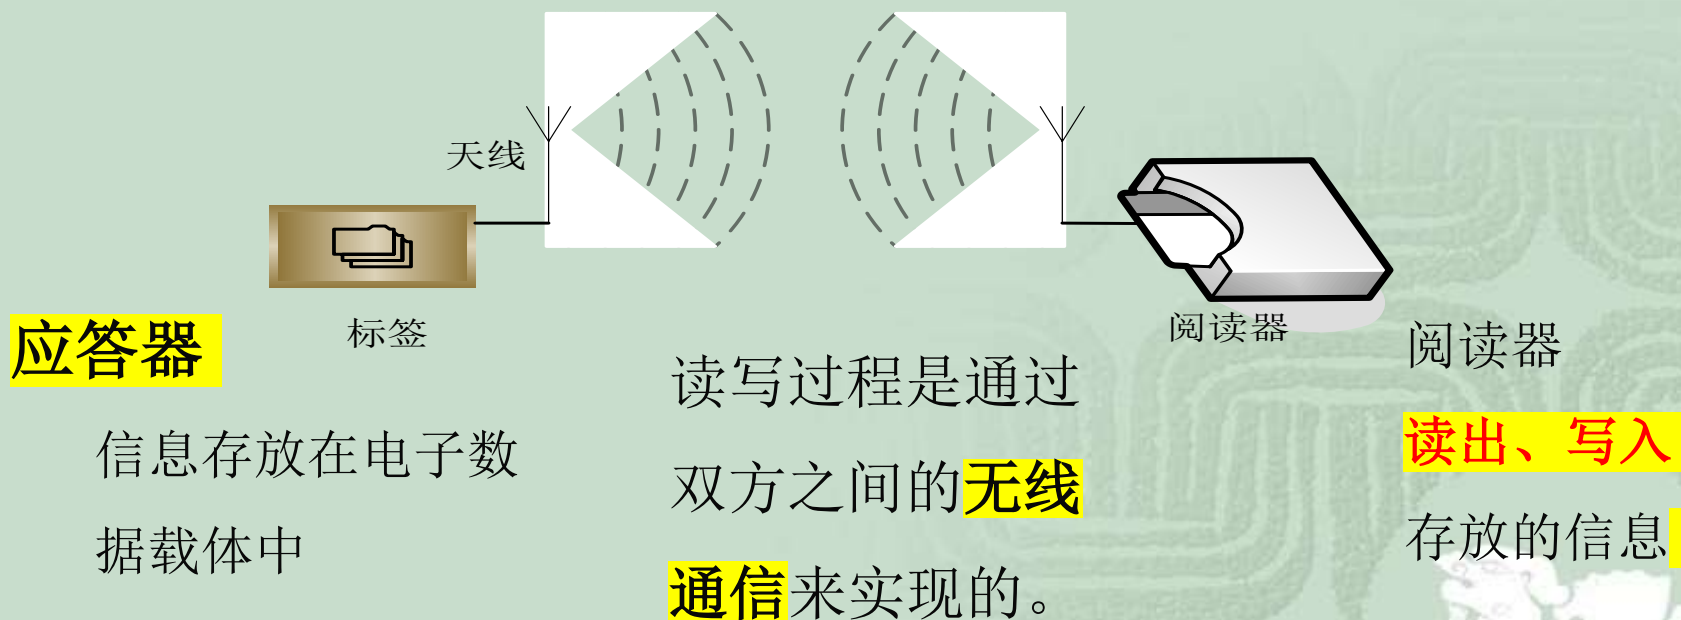 天线
标签
阅读器
应答器
信息存放在电子数
据载体中
读写过程是通过
双方之间的无线
通信来实现的。
阅读器
读出、写入
存放的信息